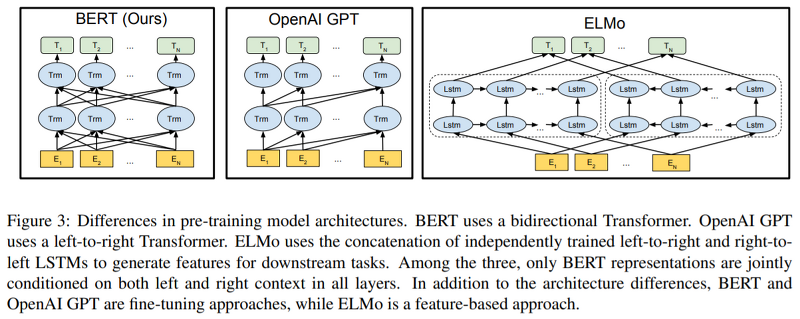 BERT (Ours)
OpenAI GPT
ELMo
T1 T2 ... TN
T1 T2 ... TN
T1 T2 ... TN
Trm Trm ... Trm
Trm Trm ... Trm
Lstm Lstm ... Lstm Lstm Lstm ... Lstm
Trm Trm ... Trm
Trm Trm ... Trm
Lstm Lstm ... Lstm Lstm Lstm ... Lstm
E1 E2 ... EN
E1 E2 ... EN
E1 E2 ... EN
Figure 3: Differences in pre-training model architectures. BERT uses a bidirectional Transformer. OpenAI GPT
uses a left-to-right Transformer. ELMo uses the concatenation of independently trained left-to-right and right-to-
left LSTMs to generate features for downstream tasks. Among the three, only BERT representations are jointly
conditioned on both left and right context in all layers. In addition to the architecture differences, BERT and
OpenAI GPT are fine-tuning approaches, while ELMo is a feature-based approach.